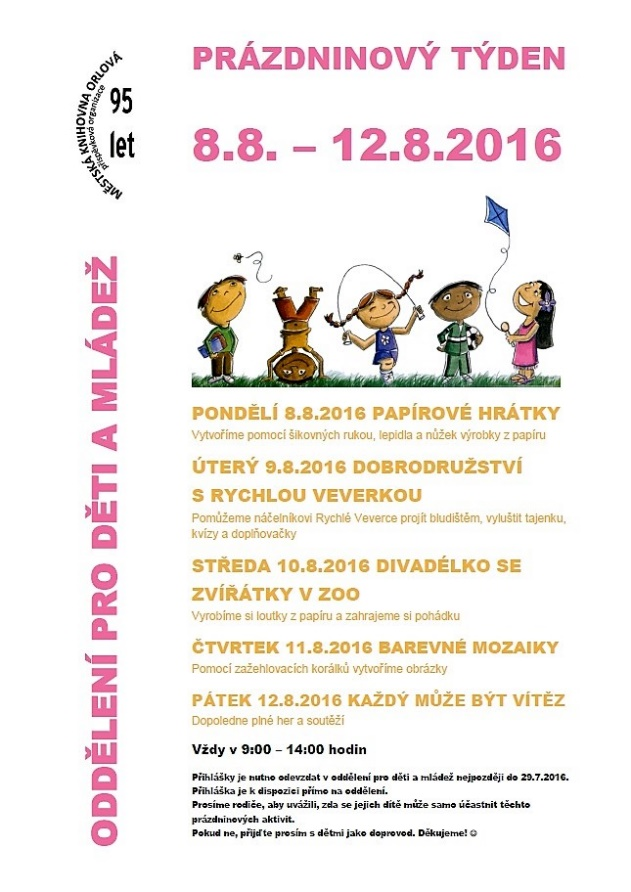 PRÁZDNINOVÝ TÝDEN
8.8. – 12.8.2016
MĚSTSKÁ KNIHOVNA ORLOVÁ
příspěvková organizace
95
let
ODDĚLENÍ PRO DĚTI A MLÁDEŽ
PONDĚLÍ 8.8.2016 PAPÍROVÉ HRÁTKY
Vytvoříme pomocí šikovných rukou, lepidla a nůžek výrobky z papíru
ÚTERÝ 9.8.2016 DOBRODRUŽSTVÍ
S RYCHLOU VEVERKOU
Pomůžeme náčelníkovi Rychlé Veverce projít bludištěm, vyluštit tajenku,
kvízy a doplňovačky
STŘEDA 10.8.2016 DIVADÉLKO SE
ZVÍŘÁTKY V ZOO
Vyrobíme si loutky z papíru a zahrajeme si pohádku
ČTVRTEK 11.8.2016 BAREVNÉ MOZAIKY
Pomocí zažehlovacích korálků vytvoříme obrázky
PÁTEK 12.8.2016 KAŽDÝ MŮŽE BÝT VÍTĚZ
Dopoledne plné her a soutěží
Vždy v 9:00 – 14:00 hodin
Přihlášky je nutno odevzdat v oddělení pro děti a mládež nejpozději do 29.7.2016.
Přihláška je k dispozici přímo na oddělení.
Prosíme rodiče, aby uvážili, zda se jejich dítě může samo účastnit těchto
prázdninových aktivit.
Pokud ne, přijďte prosím s dětmi jako doprovod. Děkujeme! ☺